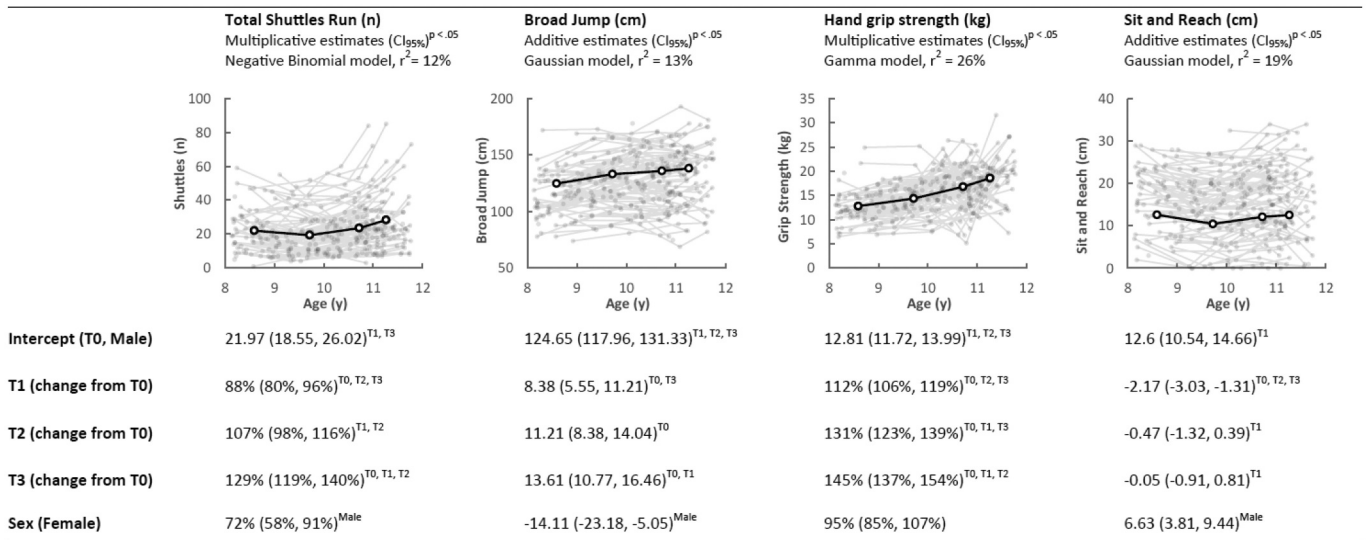 Total Shuttles Run (n)
Multiplicative estimates (CI95%)p < .05
Negative Binomial model, r2= 12%
Broad Jump (cm)
Additive estimates (CI95%)p < .05
Gaussian model, r2 = 13%
Hand grip strength (kg)
Multiplicative estimates (CI95%)p < .05
Gamma model, r2 = 26%
Sit and Reach (cm)
Additive estimates (CI95%)p < .05
Gaussian model, r2 = 19%
Shuttles (n)
100
80
60
40
20
0
8 9 10 11 12
Age (y)
Broad Jump (cm)
200
150
100
50
8 9 10 11 12
Age (y)
Grip Strength (kg)
35
30
25
20
15
10
5
0
8 9 10 11 12
Age (y)
Sit and Reach (cm)
40
30
20
10
0
8 9 10 11 12
Age (y)
Intercept (T0, Male) 21.97 (18.55, 26.02)T1, T3 124.65 (117.96, 131.33)T1, T2, T3 12.81 (11.72, 13.99)T1, T2, T3 12.6 (10.54, 14.66)T1
T1 (change from T0) 88% (80%, 96%)T0, T2, T3 8.38 (5.55, 11.21)T0, T3 112% (106%, 119%)T0, T2, T3 -2.17 (-3.03, -1.31)T0, T2, T3
T2 (change from T0) 107% (98%, 116%)T1, T2 11.21 (8.38, 14.04)T0 131% (123%, 139%)T0, T1, T3 -0.47 (-1.32, 0.39)T1
T3 (change from T0) 129% (119%, 140%)T0, T1, T2 13.61 (10.77, 16.46)T0, T1 145% (137%, 154%)T0, T1, T2 -0.05 (-0.91, 0.81)T1
Sex (Female) 72% (58%, 91%)Male -14.11 (-23.18, -5.05)Male 95% (85%, 107%) 6.63 (3.81, 9.44)Male